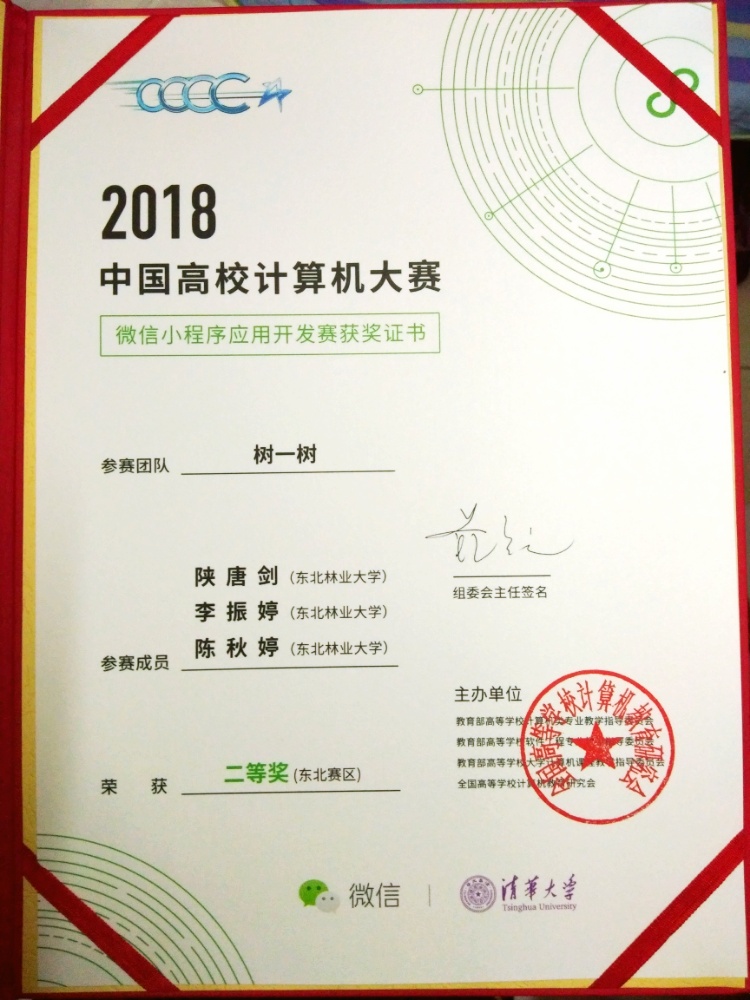 CCCC
2018
中国高校计算机大赛
微信小程序应用开发赛获奖证书
参赛团队 树一树
陕唐剑（东北林业大学）
李振婷（东北林业大学）
参赛成员 陈秋婷（东北林业大学）
组委会主任签名
主办单位
教育部高等学校计算机类专业教学指导委员会
教育部高等学校软件工程专业教学指导委员会
教育部高等学校大学计算机课程教学指导委员会
全国高等学校计算机教育研究会
全国高等学校计算机教育研究会
荣 获 二等奖(东北赛区)
微信
清华大学
Tsinghua University